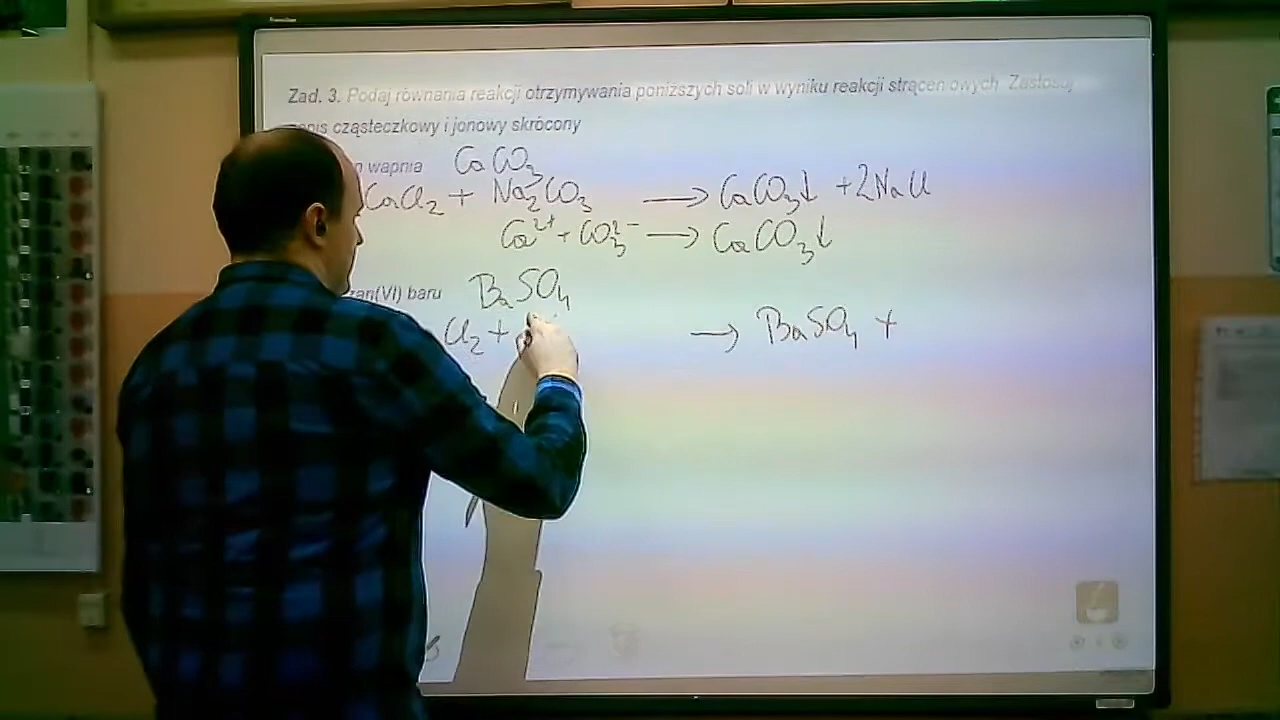 Zad. 3. Podaj równania reakcji otrzymywania poniższych soli w wyniku reakcji strąceniowych. Zastosuj
zapis cząsteczkowy i jonowy skrócony
wapnia CaCO₃
CaCl₂ + Na₂CO₃ → CaCO₃↓ + 2NaCl
Ca²⁺ + CO₃²⁻ → CaCO₃↓
zan(VI) baru BaSO₄
Cl₂ + → BaSO₄ +